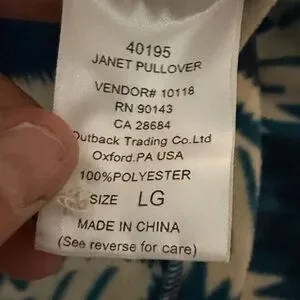 40195
JANET PULLOVER
VENDOR# 10118
RN 90143
CA 28684
Outback Trading Co.Ltd
Oxford.PA USA
100%POLYESTER
SIZE LG
MADE IN CHINA
(See reverse for care)